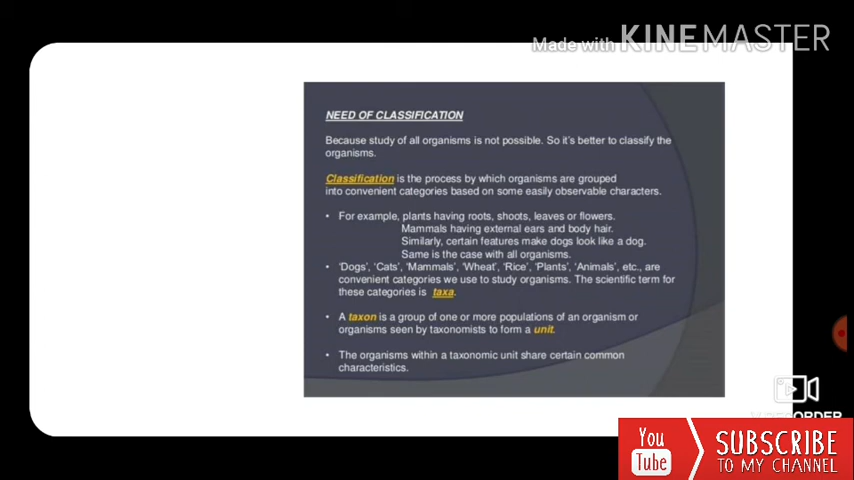 Made with KINEMASTER
NEED OF CLASSIFICATION
Because study of all organisms is not possible. So it's better to classify the
organisms.
Classification is the process by which organisms are grouped
into convenient categories based on some easily observable characters.
• For example, plants having roots, shoots, leaves or flowers.
Mammals having external ears and body hair.
Similarly, certain features make dogs look like a dog.
Same is the case with all organisms.
• 'Dogs', 'Cats', 'Mammals', 'Wheat', 'Rice', 'Plants', 'Animals', etc., are
convenient categories we use to study organisms. The scientific term for
these categories is taxa.
• A taxon is a group of one or more populations of an organism or
organisms seen by taxonomists to form a unit.
• The organisms within a taxonomic unit share certain common
characteristics.
RECORDER
You
Tube
SUBSCRIBE
TO MY CHANNEL